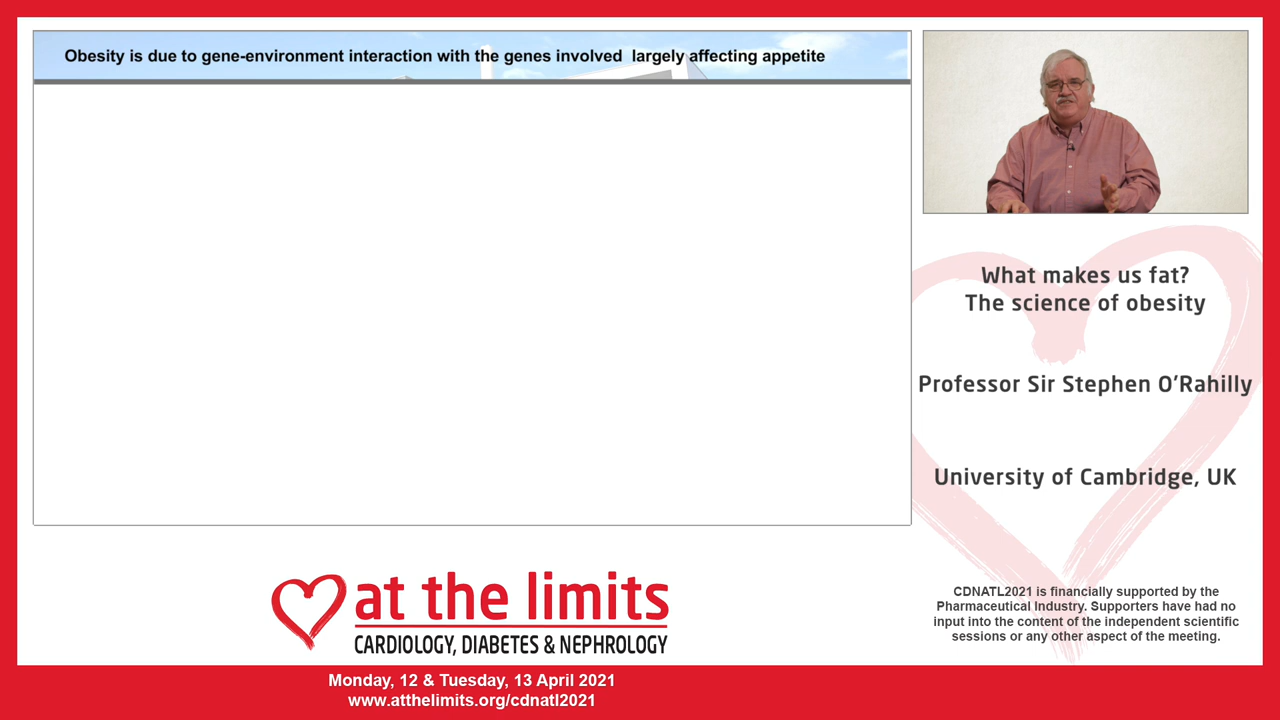 Obesity is due to gene-environment interaction with the genes involved largely affecting appetite
What makes us fat?
The science of obesity
Professor Sir Stephen O'Rahilly
University of Cambridge, UK
at the limits
CARDIOLOGY, DIABETES & NEPHROLOGY
CDNATL2021 is financially supported by the
Pharmaceutical Industry. Supporters have had no
input into the content of the independent scientific
sessions or any other aspect of the meeting.
Monday, 12 & Tuesday, 13 April 2021
www.atthelimits.org/cdnatl2021